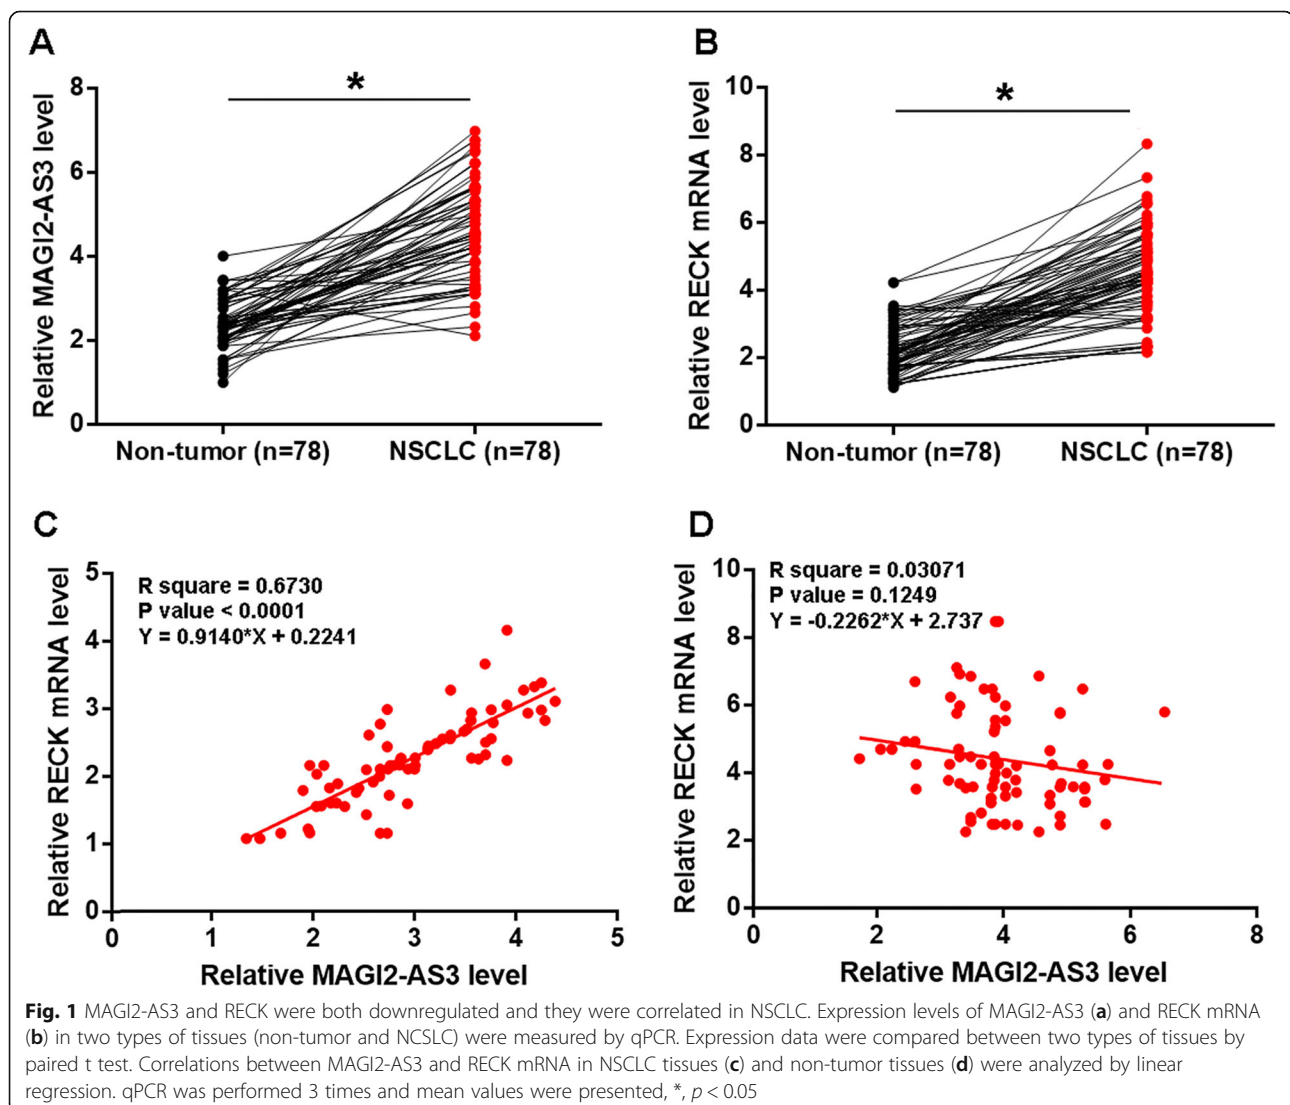 A
Relative MAGI2-AS3 level
8
6
4
2
0
*
Non-tumor (n=78)
NSCLC (n=78)
B
Relative RECK mRNA level
10
8
6
4
2
0
*
Non-tumor (n=78)
NSCLC (n=78)
C
Relative RECK mRNA level
5
4
3
2
1
0
R square = 0.6730
P value < 0.0001
Y = 0.9140*X + 0.2241
0 1 2 3 4 5
Relative MAGI2-AS3 level
D
Relative RECK mRNA level
10
8
6
4
2
0
R square = 0.03071
P value = 0.1249
Y = -0.2262*X + 2.737
0 2 4 6 8
Relative MAGI2-AS3 level
Fig. 1 MAGI2-AS3 and RECK were both downregulated and they were correlated in NSCLC. Expression levels of MAGI2-AS3 (a) and RECK mRNA
(b) in two types of tissues (non-tumor and NCSLC) were measured by qPCR. Expression data were compared between two types of tissues by
paired t test. Correlations between MAGI2-AS3 and RECK mRNA in NSCLC tissues (c) and non-tumor tissues (d) were analyzed by linear
regression. qPCR was performed 3 times and mean values were presented, *, p < 0.05